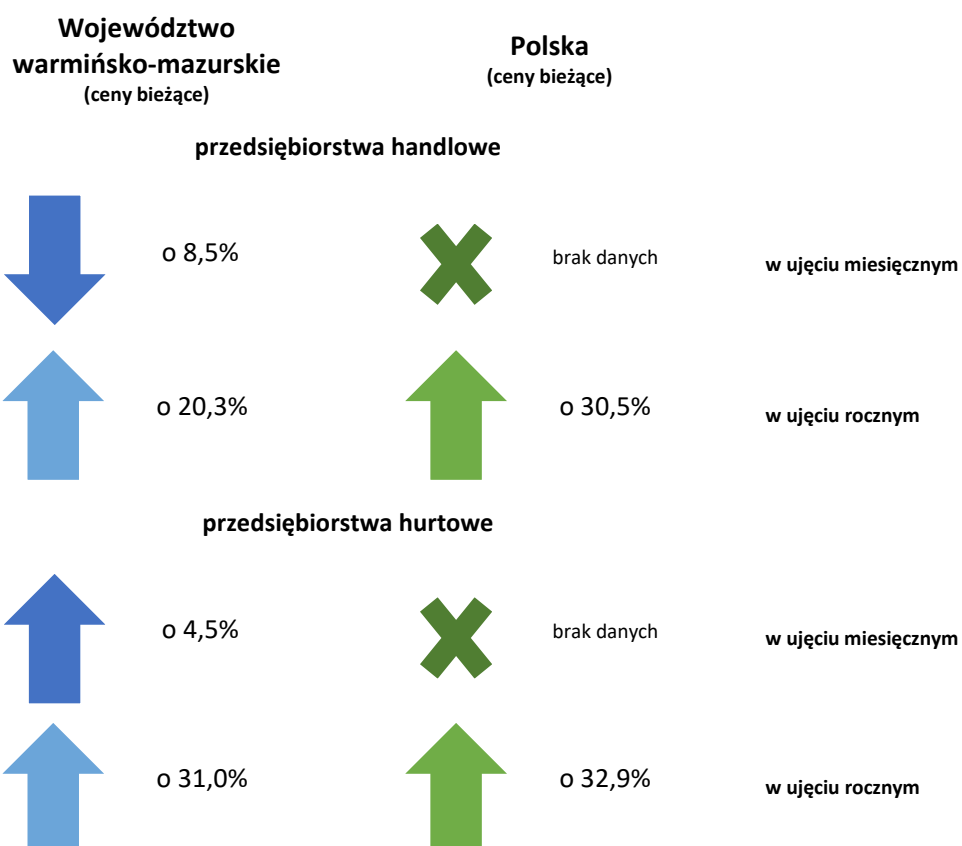 Województwo
warmińsko-mazurskie
(ceny bieżące)
Polska
(ceny bieżące)
przedsiębiorstwa handlowe
o 8,5%
brak danych
w ujęciu miesięcznym
o 20,3%
o 30,5%
w ujęciu rocznym
przedsiębiorstwa hurtowe
o 4,5%
brak danych
w ujęciu miesięcznym
o 31,0%
o 32,9%
w ujęciu rocznym